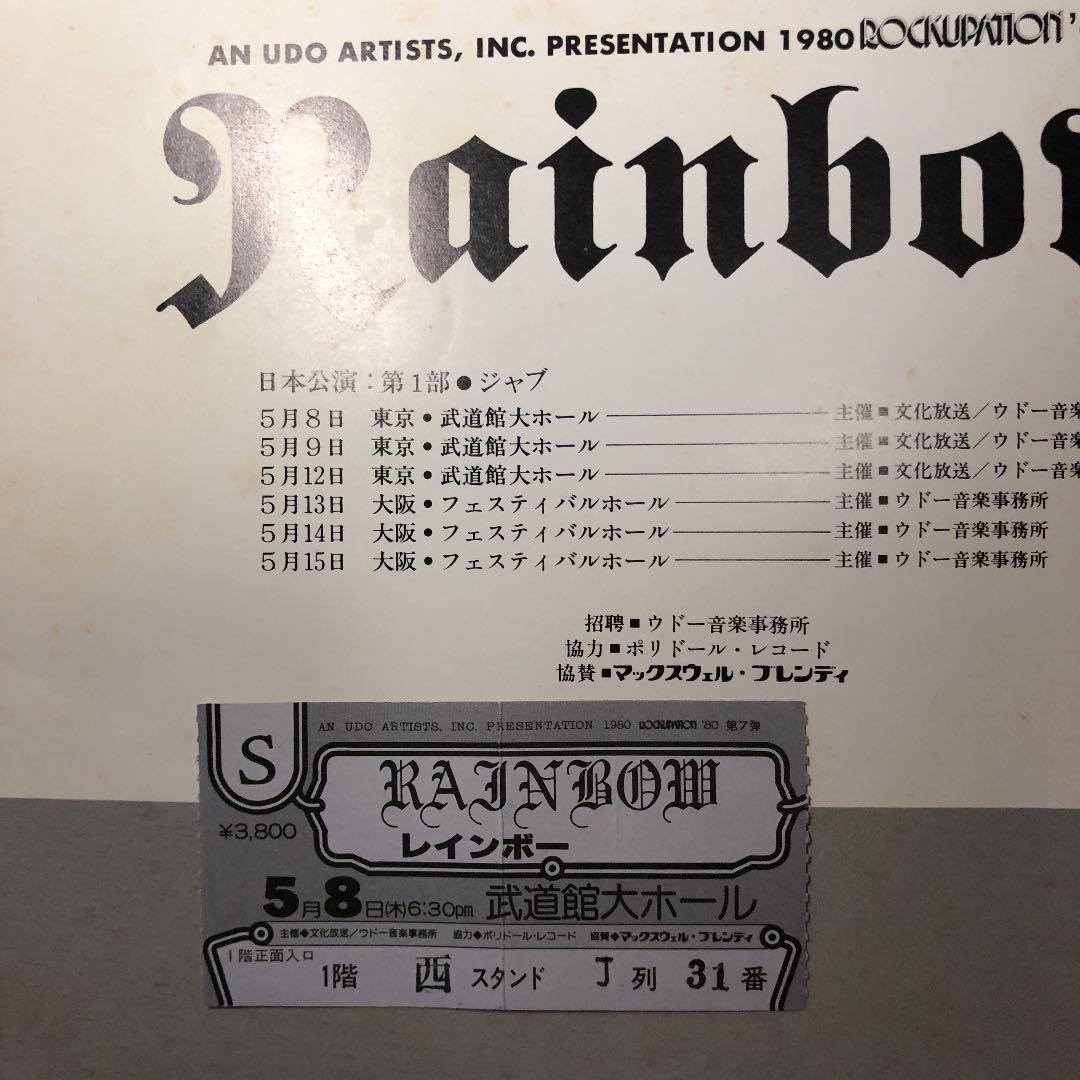 AN UDO ARTISTS, INC. PRESENTATION 1980 ROCKUPATION '
Rainbow
日本公演：第1部●ジャブ
5月8日 東京・武道館大ホール——主催■文化放送／ウドー音楽
5月9日 東京・武道館大ホール——主催■文化放送／ウドー音楽
5月12日 東京・武道館大ホール——主催■文化放送／ウドー音楽
5月13日 大阪・フェスティバルホール——主催■ウドー音楽事務所
5月14日 大阪・フェスティバルホール——主催■ウドー音楽事務所
5月15日 大阪・フェスティバルホール——主催■ウドー音楽事務所
招聘■ウドー音楽事務所
協力■ポリドール・レコード
協賛■マックスウェル・ブレンディ
AN UDO ARTISTS, INC. PRESENTATION 1980 ROCKUPATION '80 第7弾
S
RAINBOW
¥3,800
レインボー
5月8日(木)6:30pm 武道館大ホール
主催◆文化放送／ウドー音楽事務所 協力◆ポリドール・レコード 協賛◆マックスウェル・ブレンディ
1階正面入口
1階 西 スタンド J 列 31 番